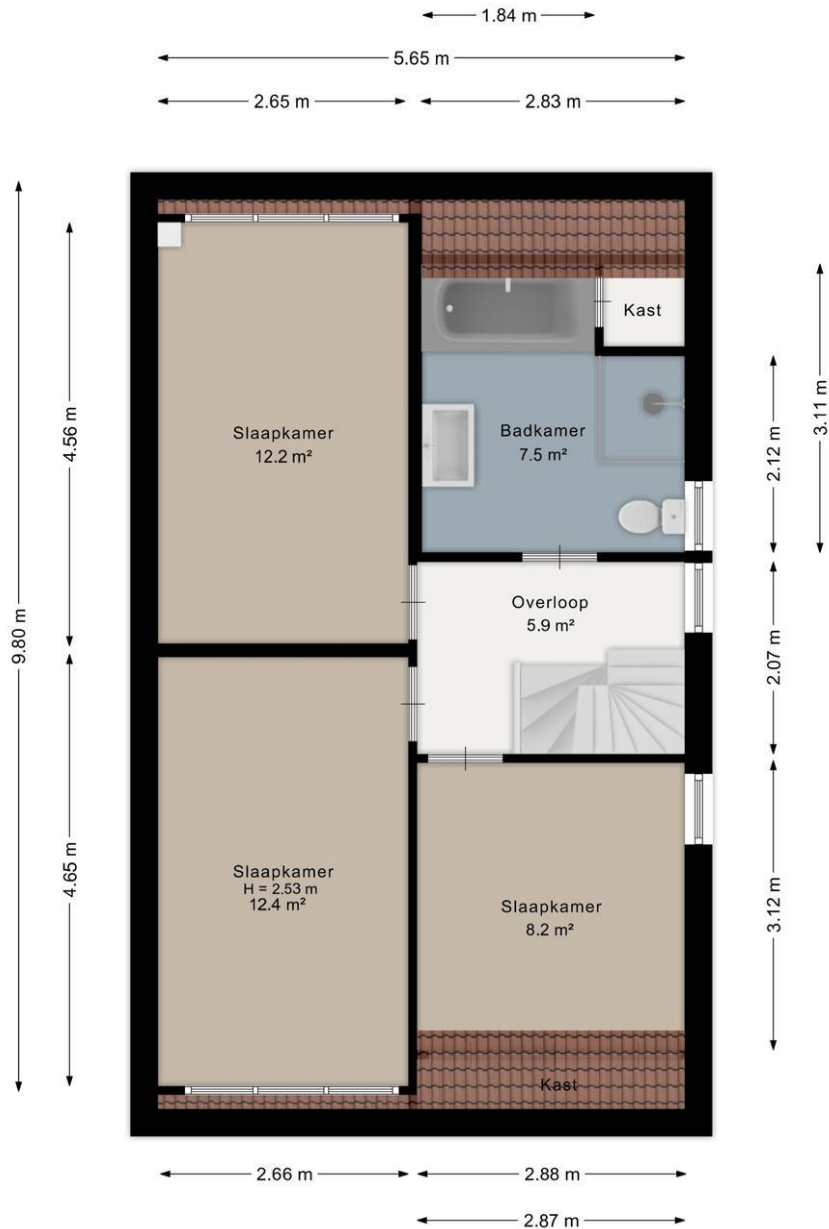 1.84 m
5.65 m
2.65 m
2.83 m
Kast
Slaapkamer
12.2 m²
Badkamer
7.5 m²
4.56 m
2.12 m
3.11 m
Overloop
5.9 m²
9.80 m
2.07 m
Slaapkamer
H = 2.53 m
12.4 m²
4.65 m
Slaapkamer
8.2 m²
3.12 m
Kast
2.66 m
2.88 m
2.87 m